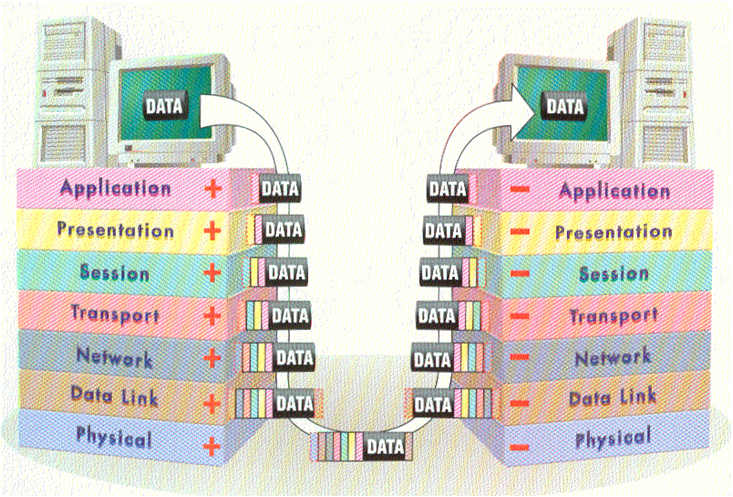 DATA DATA
Application + DATA DATA - Application
Presentation + DATA DATA - Presentation
Session + DATA DATA - Session
Transport + DATA DATA - Transport
Network + DATA DATA - Network
Data Link + DATA DATA - Data Link
Physical + DATA - Physical